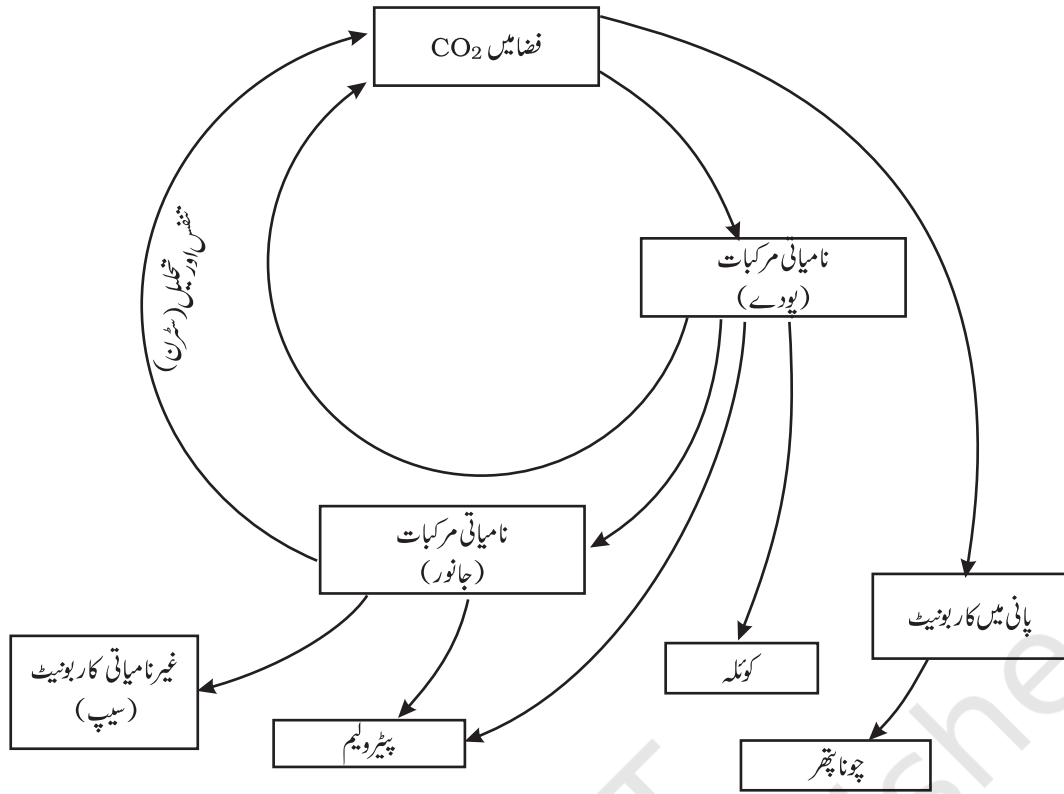 فضا میں CO₂
تنفس اور تحلیل (سڑن)
نامیاتی مرکبات
(پودے)
نامیاتی مرکبات
(جانور)
پانی میں کاربونیٹ
غیر نامیاتی کاربونیٹ
(سیپ)
کوئلہ
پیٹرولیم
چونا پتھر